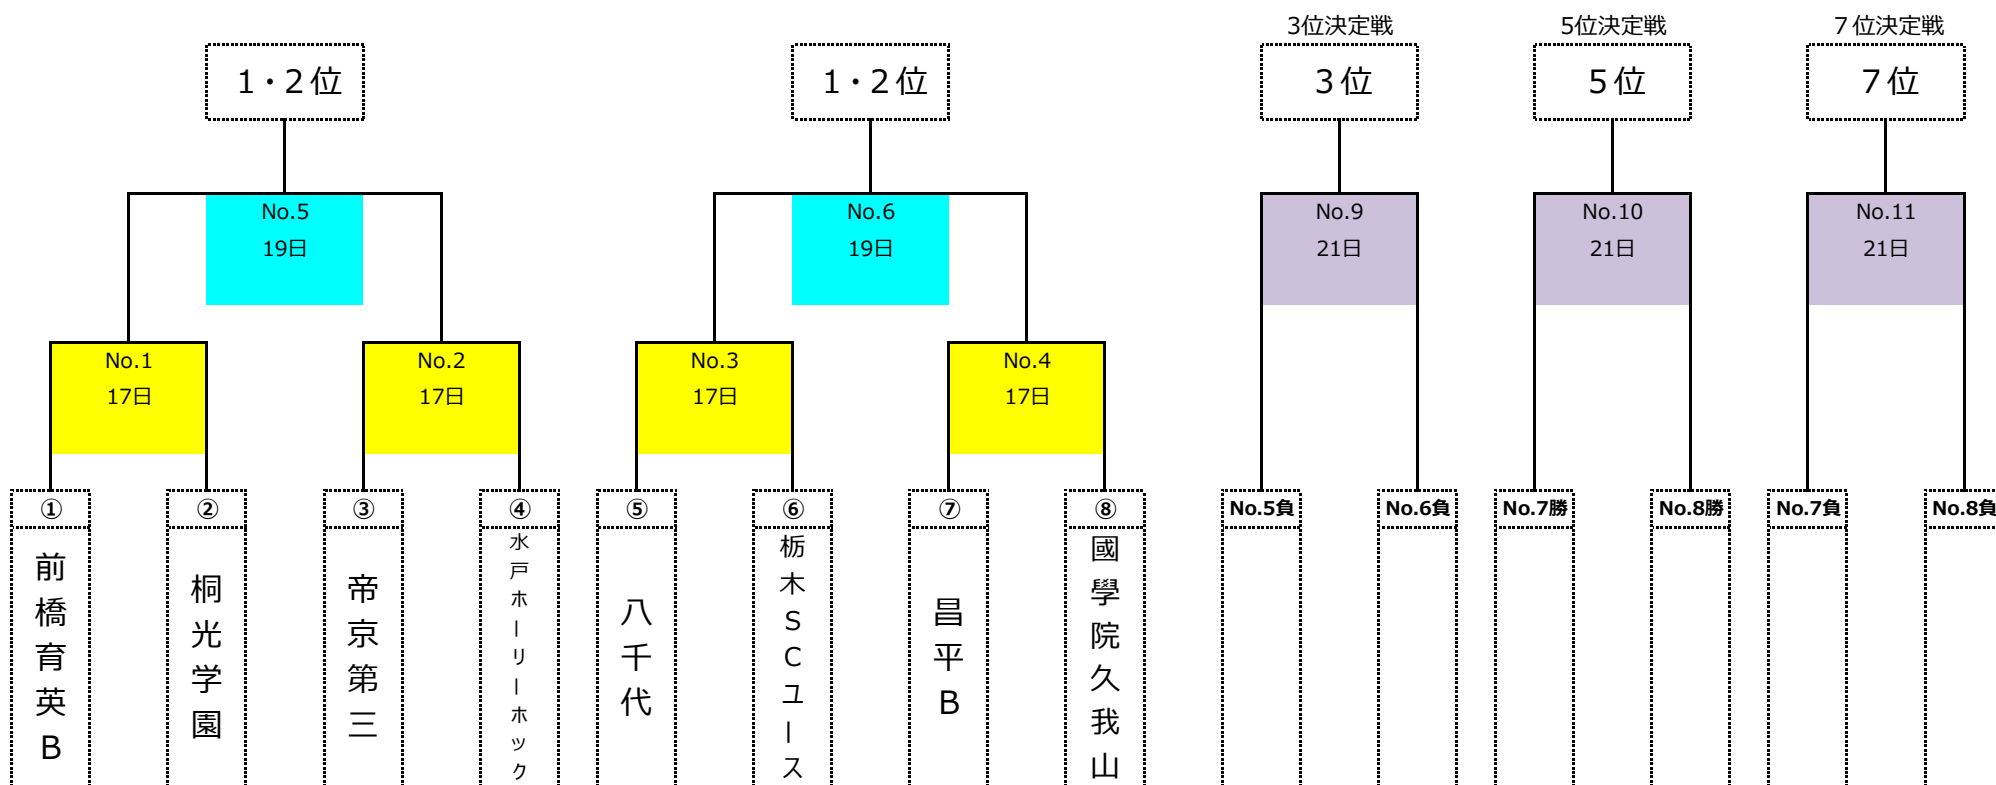 3位決定戦
5位決定戦
７位決定戦
1・2位
1・2位
3位
5位
7位
No.5
19日
No.6
19日
No.9
21日
No.10
21日
No.11
21日
No.1
17日
No.2
17日
No.3
17日
No.4
17日
①
②
③
④
⑤
⑥
⑦
⑧
No.5負
No.6負
No.7勝
No.8勝
No.7負
No.8負
前橋育英B
桐光学園
帝京第三
水戸ホーリーホック
八千代
栃木SCユース
昌平B
國學院久我山